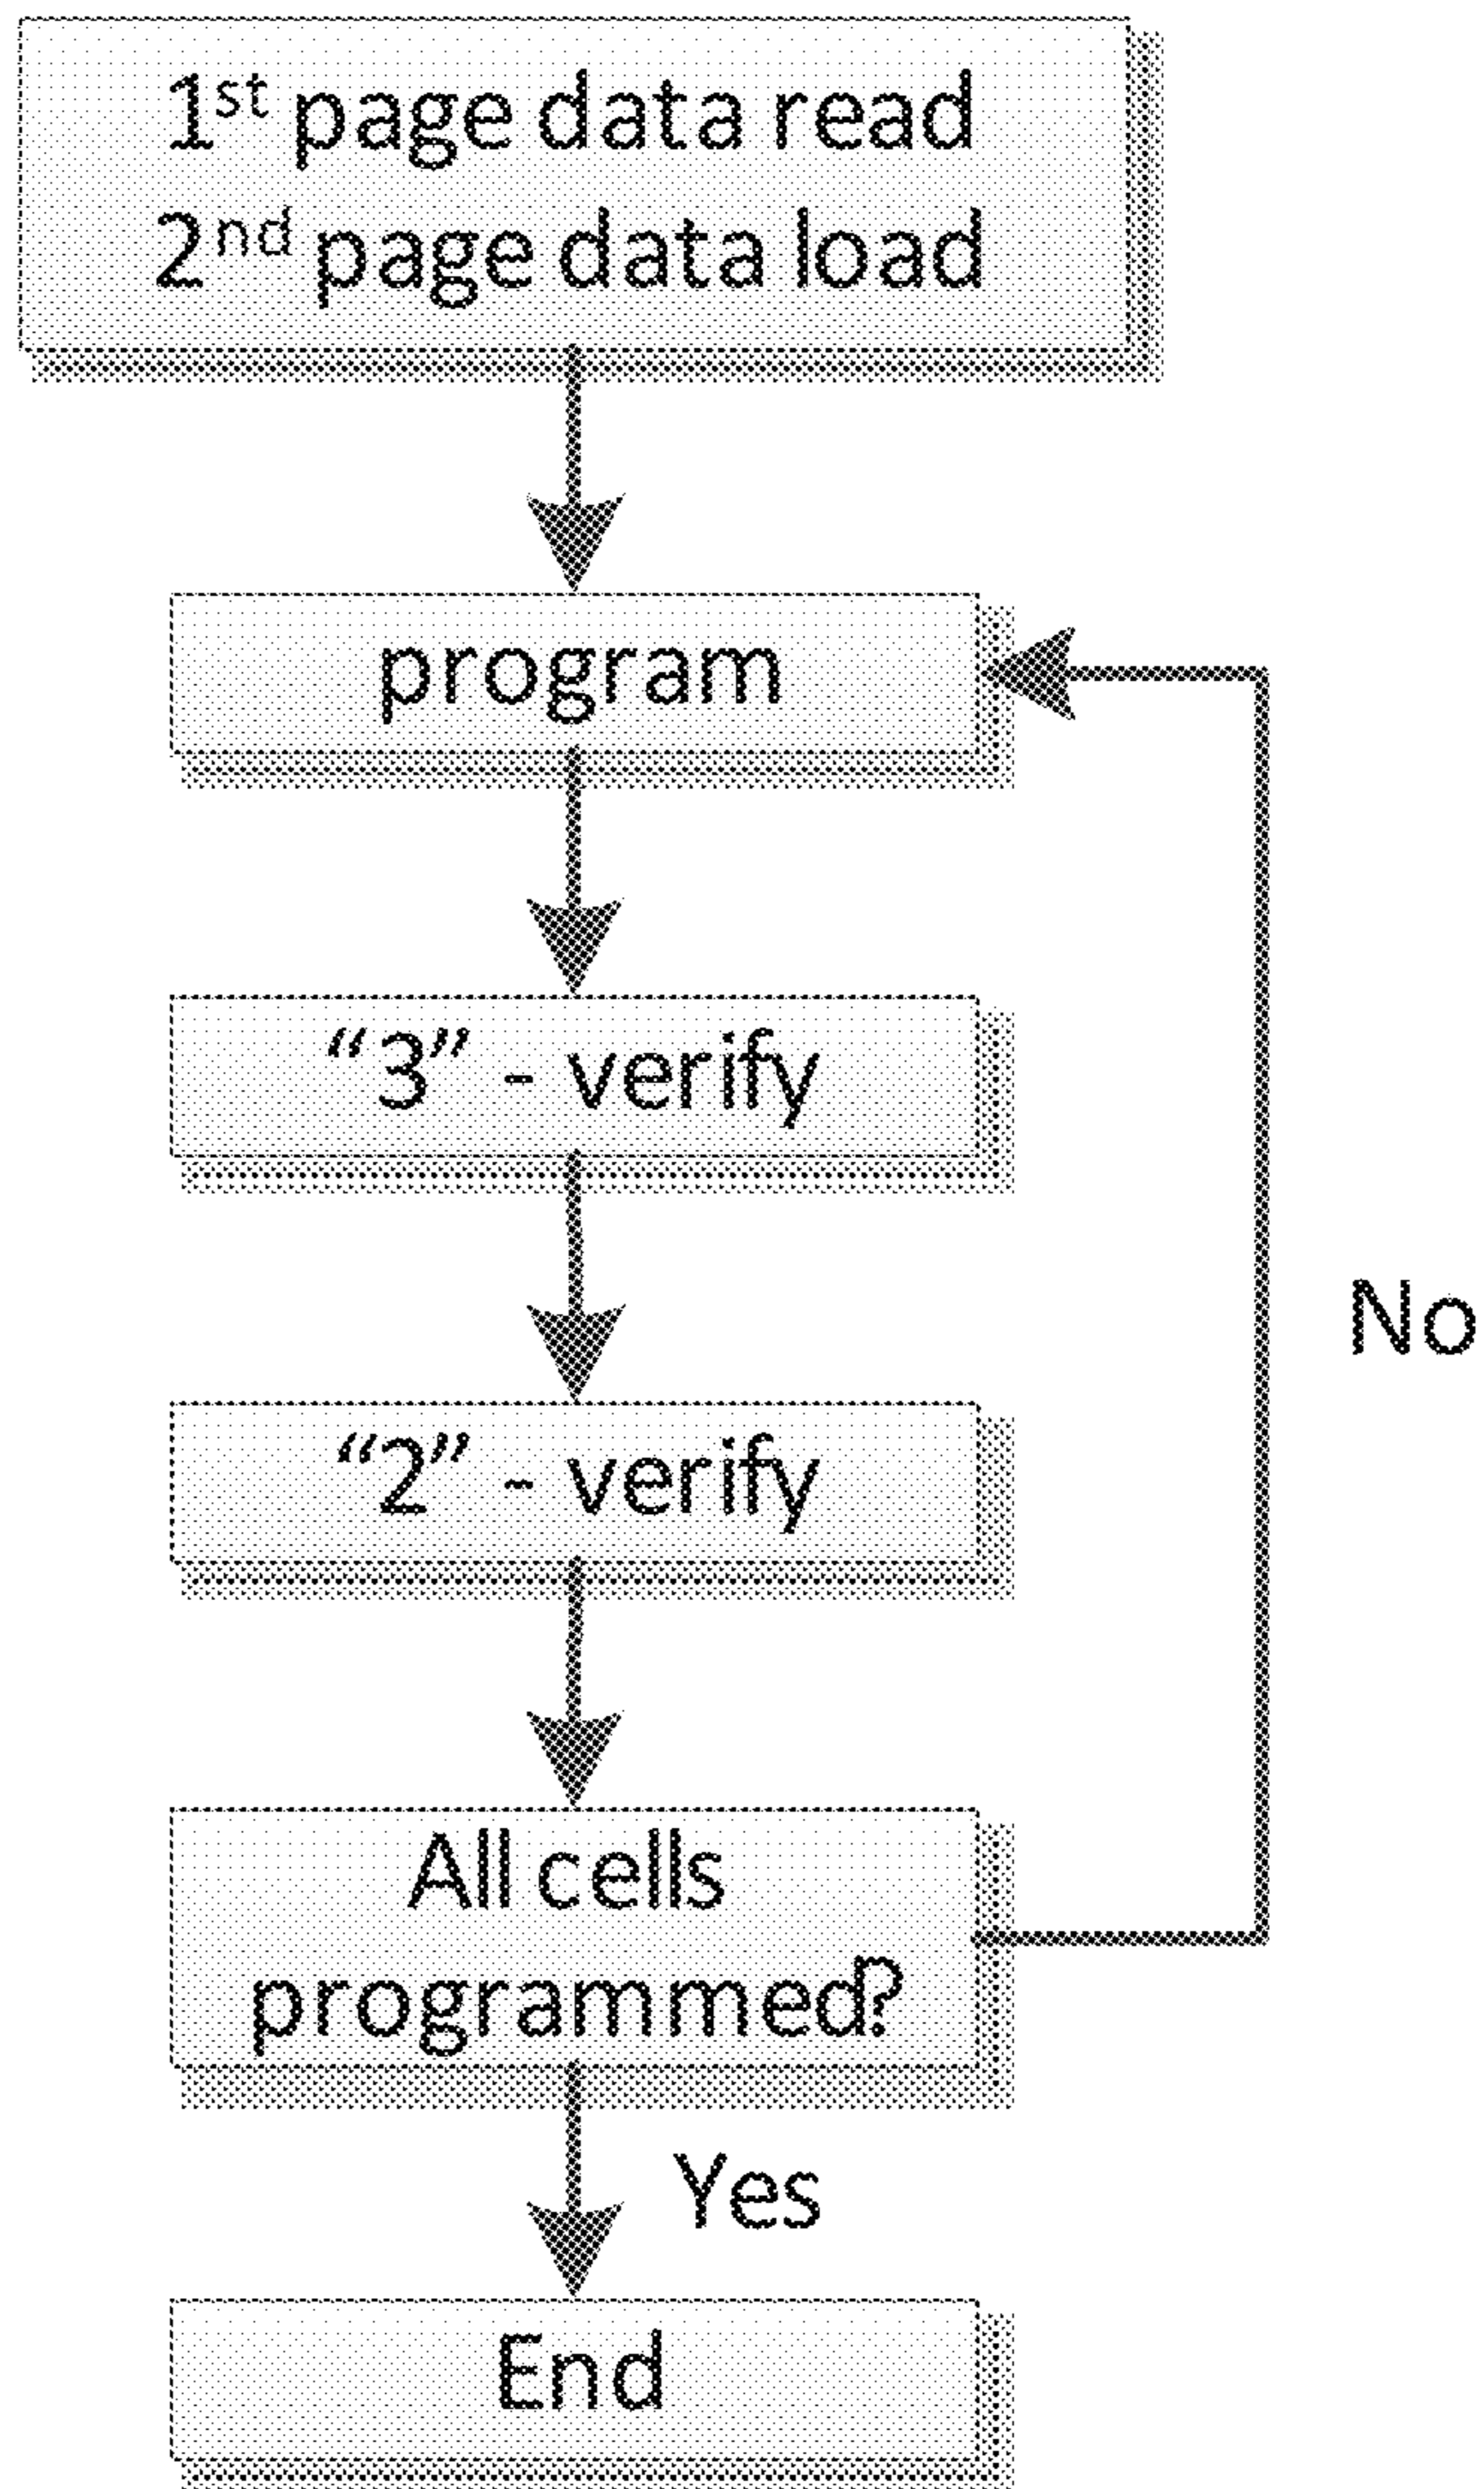 1st page data read
2nd page data load
program
“3” - verify
“2” - verify
No
All cells
programmed?
Yes
End